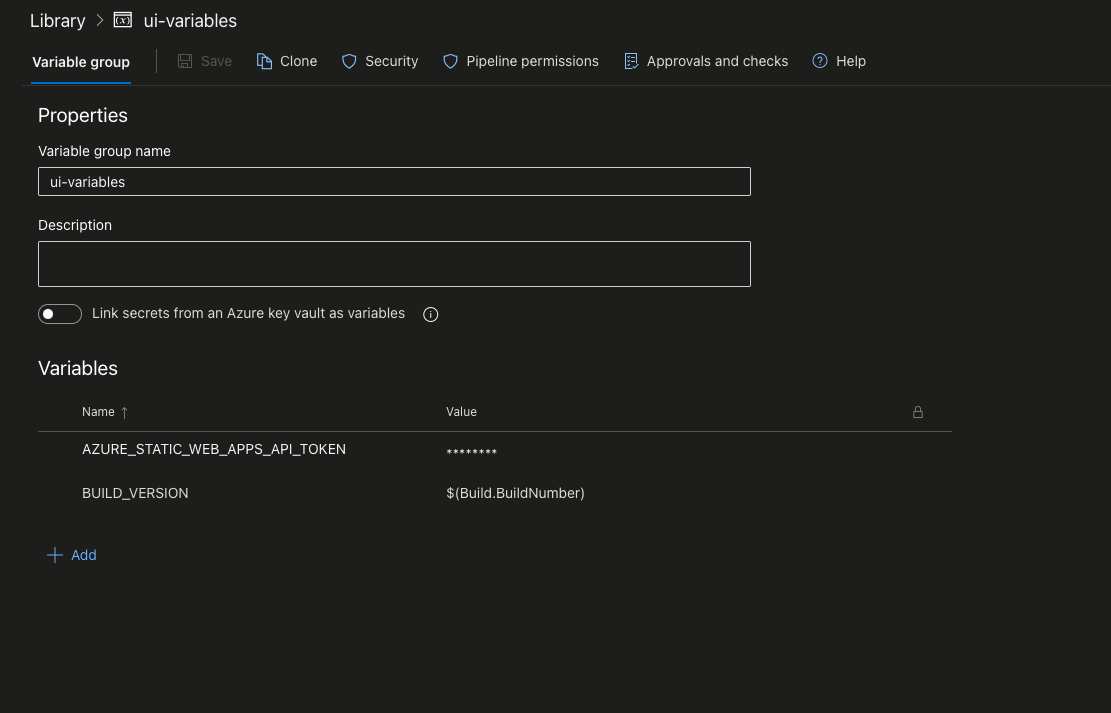 Library > ui-variables
Variable group Save Clone Security Pipeline permissions Approvals and checks Help
Properties
Variable group name
ui-variables
Description
Link secrets from an Azure key vault as variables
Variables
Name ↑ Value
AZURE_STATIC_WEB_APPS_API_TOKEN ********
BUILD_VERSION $(Build.BuildNumber)
+ Add